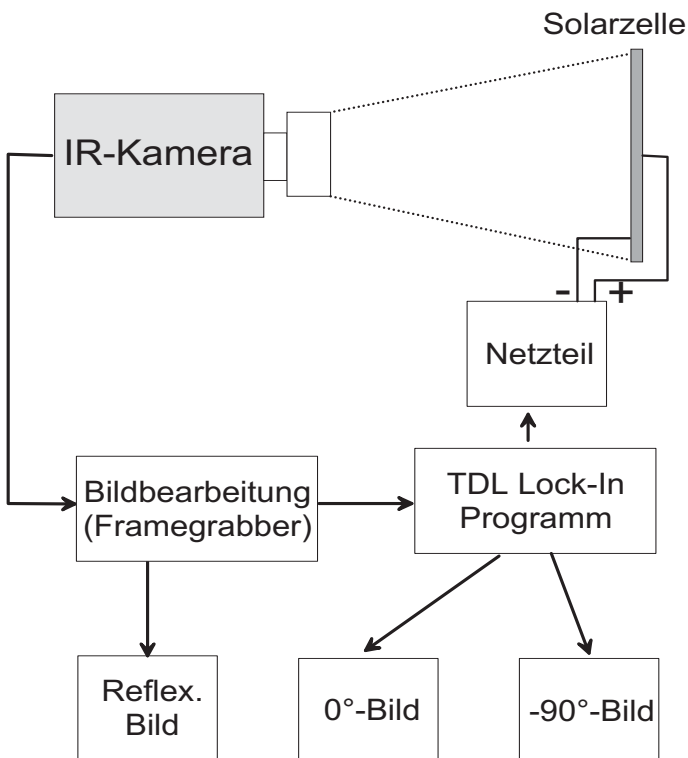 Solarzelle
IR-Kamera
- +
Netzteil
Bildbearbeitung
(Framegrabber)
TDL Lock-In
Programm
Reflex.
Bild
0°-Bild
-90°-Bild